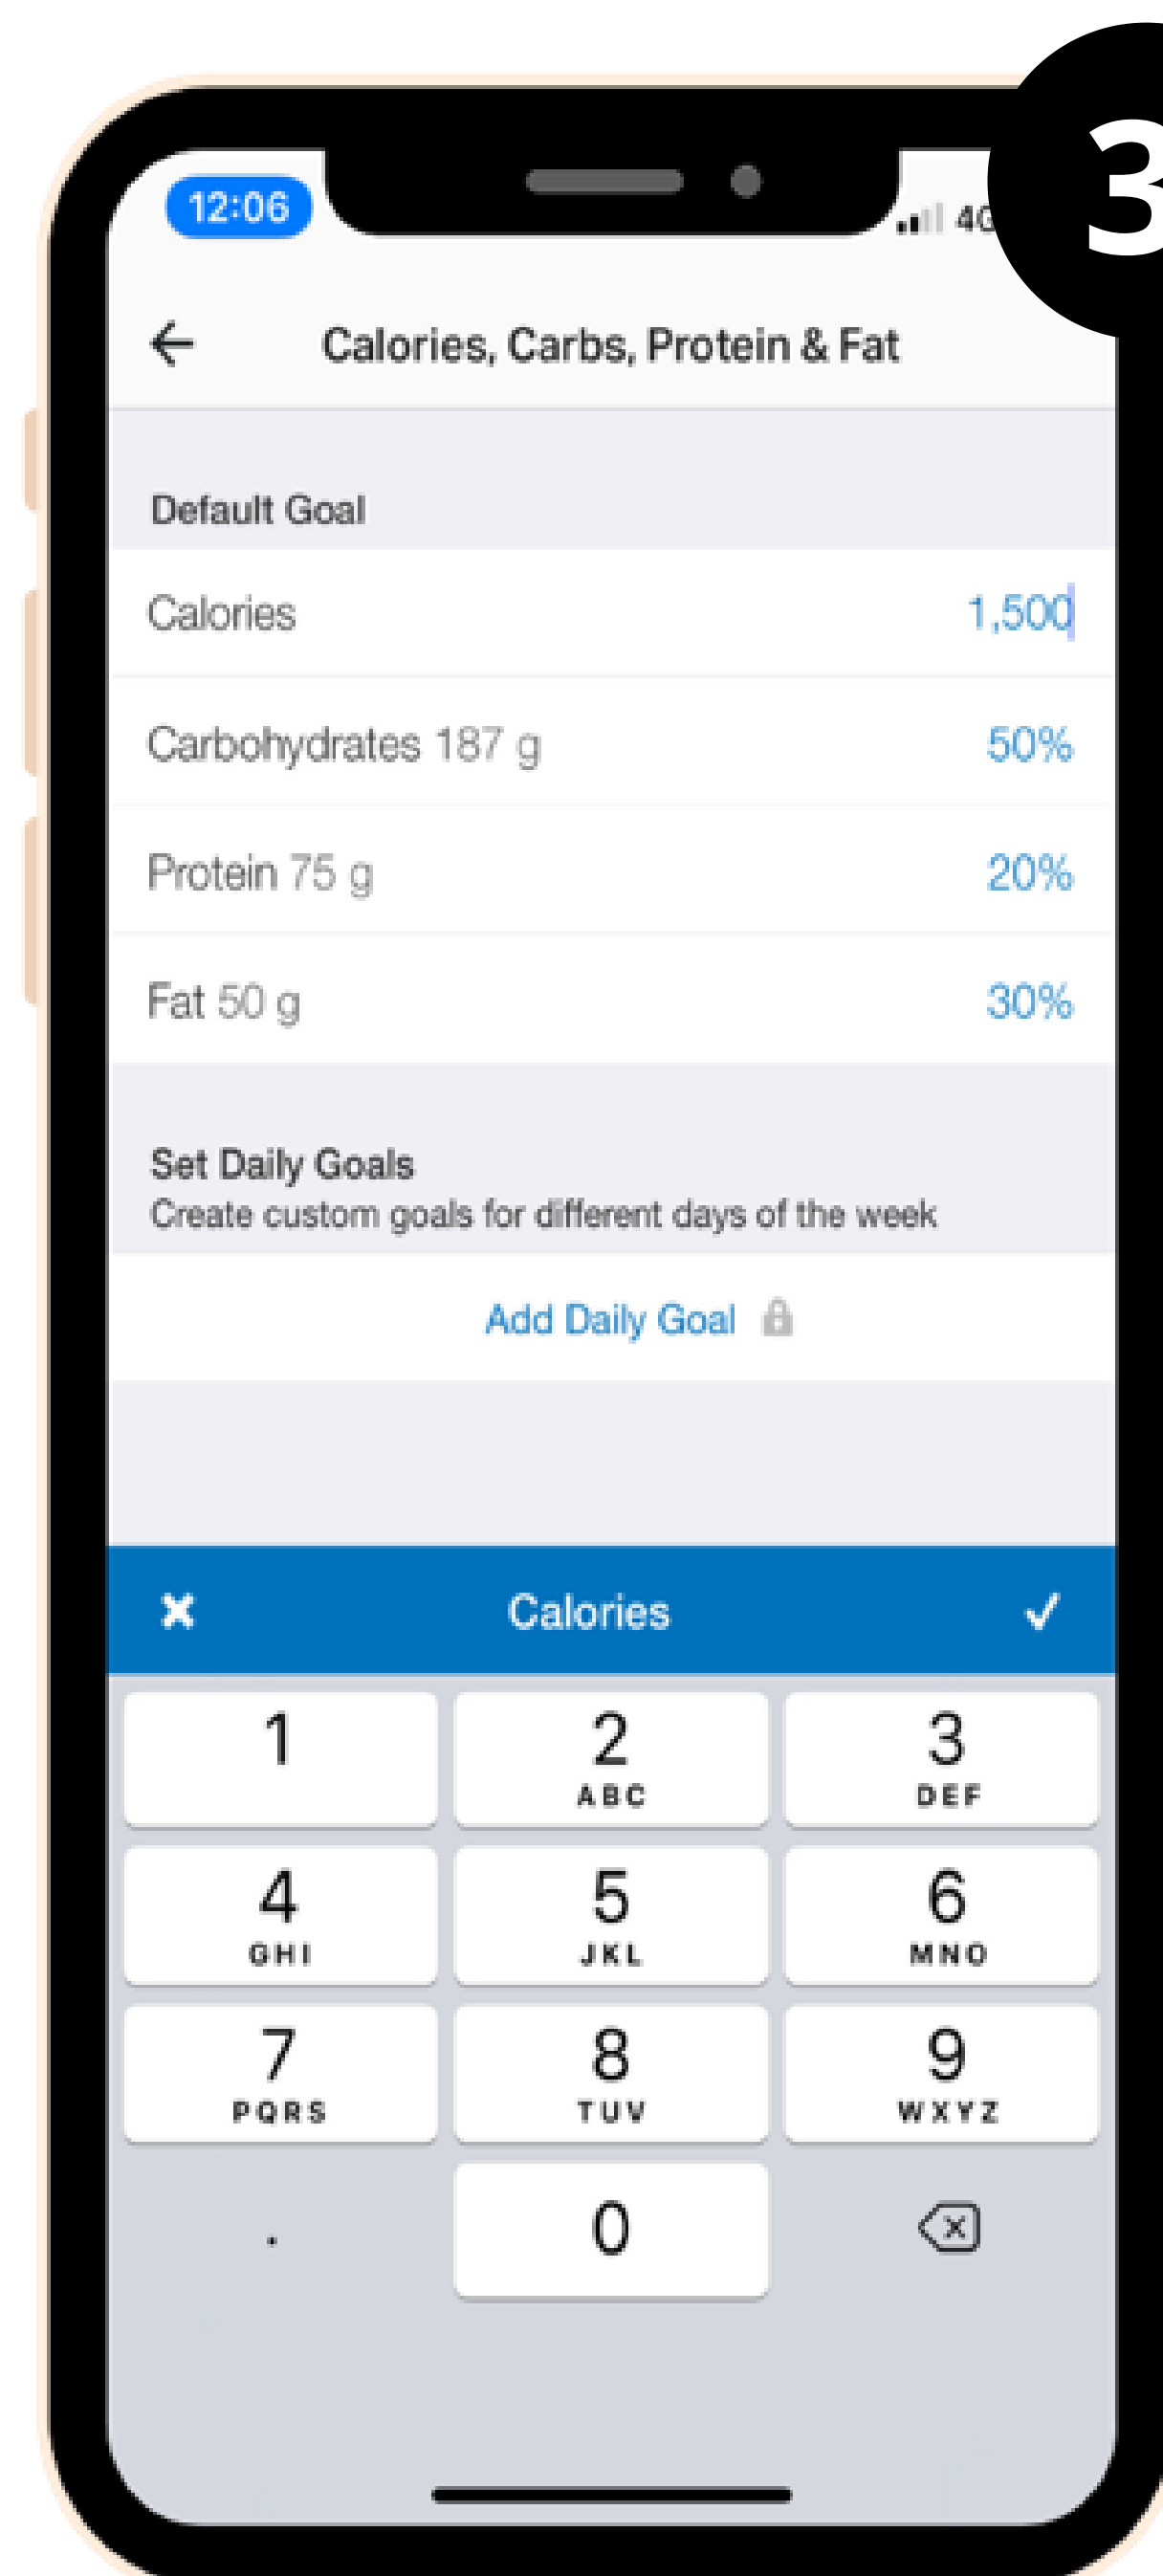 3
12:06
4G
Calories, Carbs, Protein & Fat
Default Goal
Calories 1,500
Carbohydrates 187 g 50%
Protein 75 g 20%
Fat 50 g 30%
Set Daily Goals
Create custom goals for different days of the week
Add Daily Goal
Calories
1 2 3
ABC DEF
4 5 6
GHI JKL MNO
7 8 9
PQRS TUV WXYZ
. 0